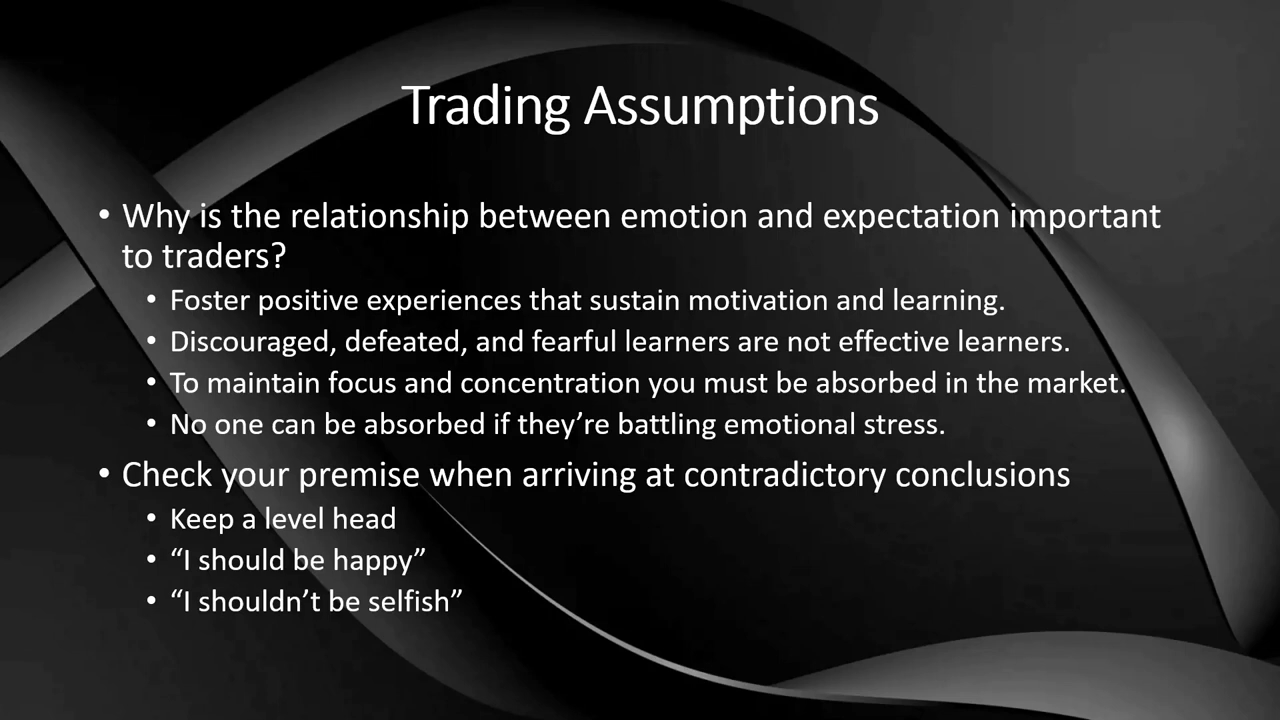 Trading Assumptions
• Why is the relationship between emotion and expectation important
to traders?
• Foster positive experiences that sustain motivation and learning.
• Discouraged, defeated, and fearful learners are not effective learners.
• To maintain focus and concentration you must be absorbed in the market.
• No one can be absorbed if they’re battling emotional stress.
• Check your premise when arriving at contradictory conclusions
• Keep a level head
• “I should be happy”
• “I shouldn’t be selfish”